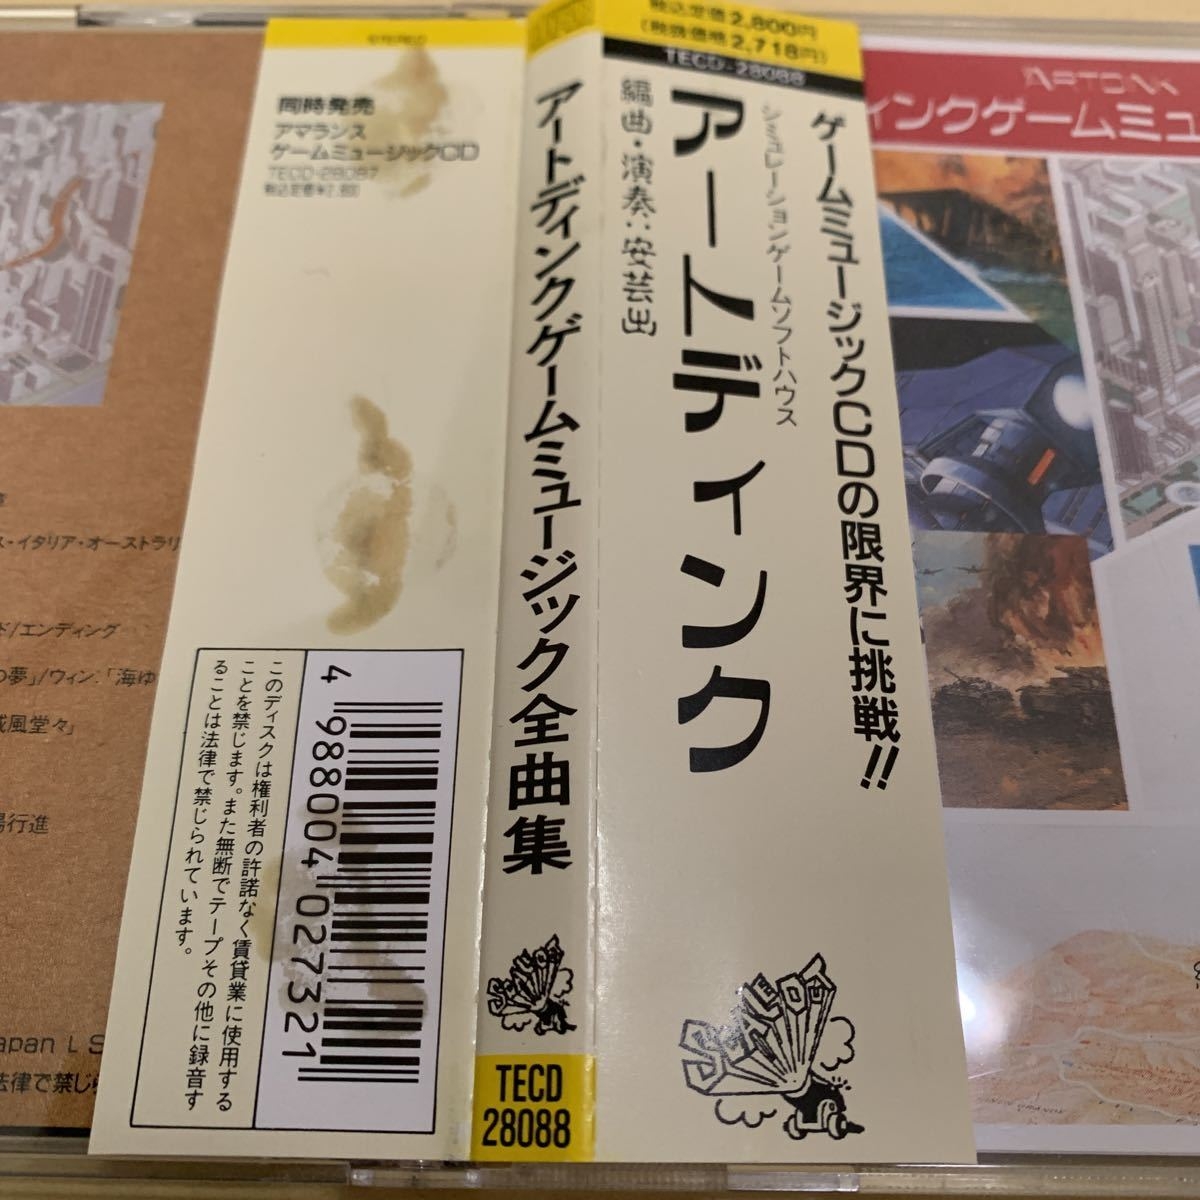 STEREO
同時発売
アマランス
ゲームミュージックCD
TECD-28087
このディスクは権利者の許諾なく賃貸業に使用する
ことを禁じます。また無断でテープその他に録音す
ることは法律で禁じられています。
4 988004 027321
アートディンクゲームミュージック全曲集
SCALDOT
TECD
28088
税込定価2,800円
(税抜価格2,718円)
TECD-28088
ゲームミュージックCDの限界に挑戦!!
シミュレーションゲームソフトハウス
アートディンク
編曲・演奏:安芸出
SCALDOT
ス・イタリア・オーストラリ
ド/エンディング
の夢」/ウィン:「海ゆ
威風堂々」
場行進
apan L S
法律で禁じら
ARTDINK
ィンクゲームミュ